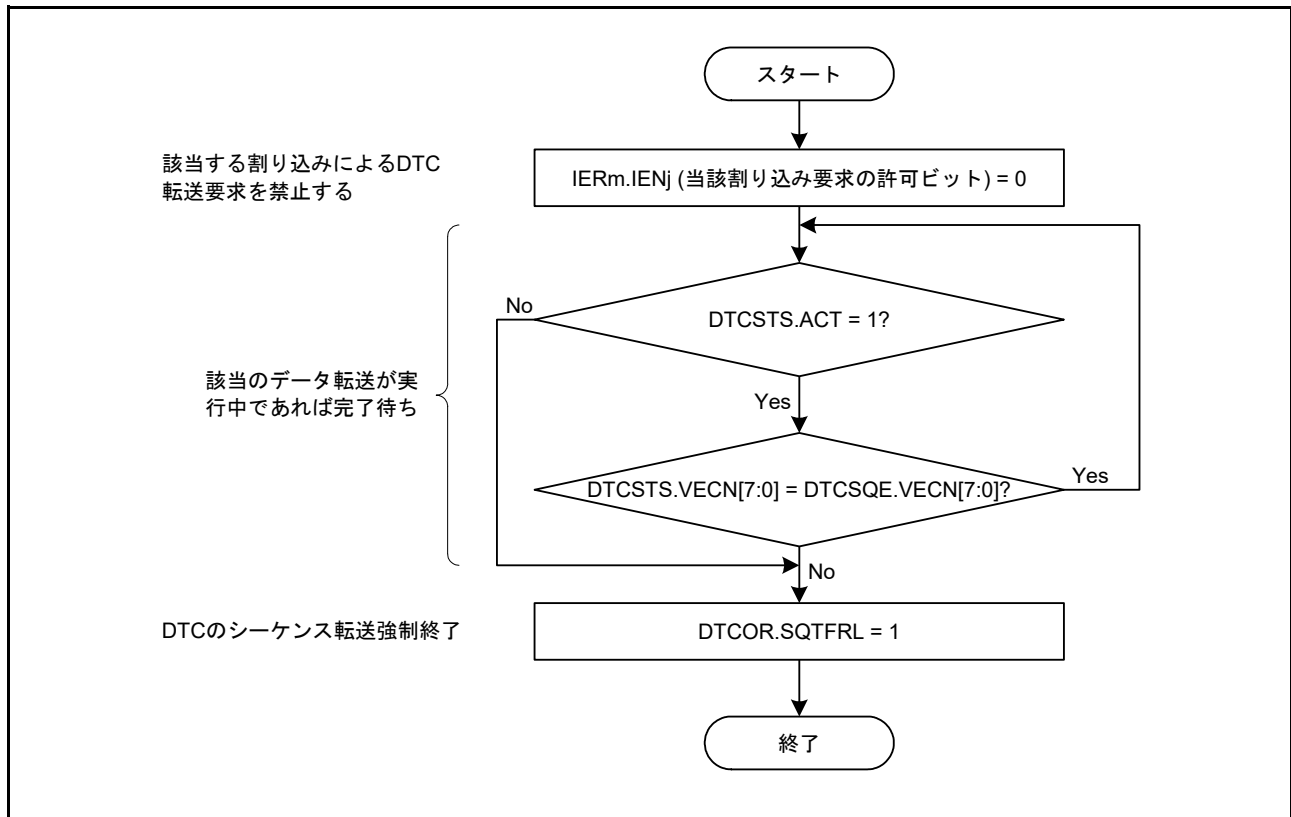 スタート
該当する割り込みによるDTC
転送要求を禁止する
IERm.IENj (当該割り込み要求の許可ビット) = 0
No
DTCSTS.ACT = 1?
該当のデータ転送が実
行中であれば完了待ち
Yes
DTCSTS.VECN[7:0] = DTCSQE.VECN[7:0]?
Yes
No
DTCのシーケンス転送強制終了
DTCOR.SQTFRL = 1
終了